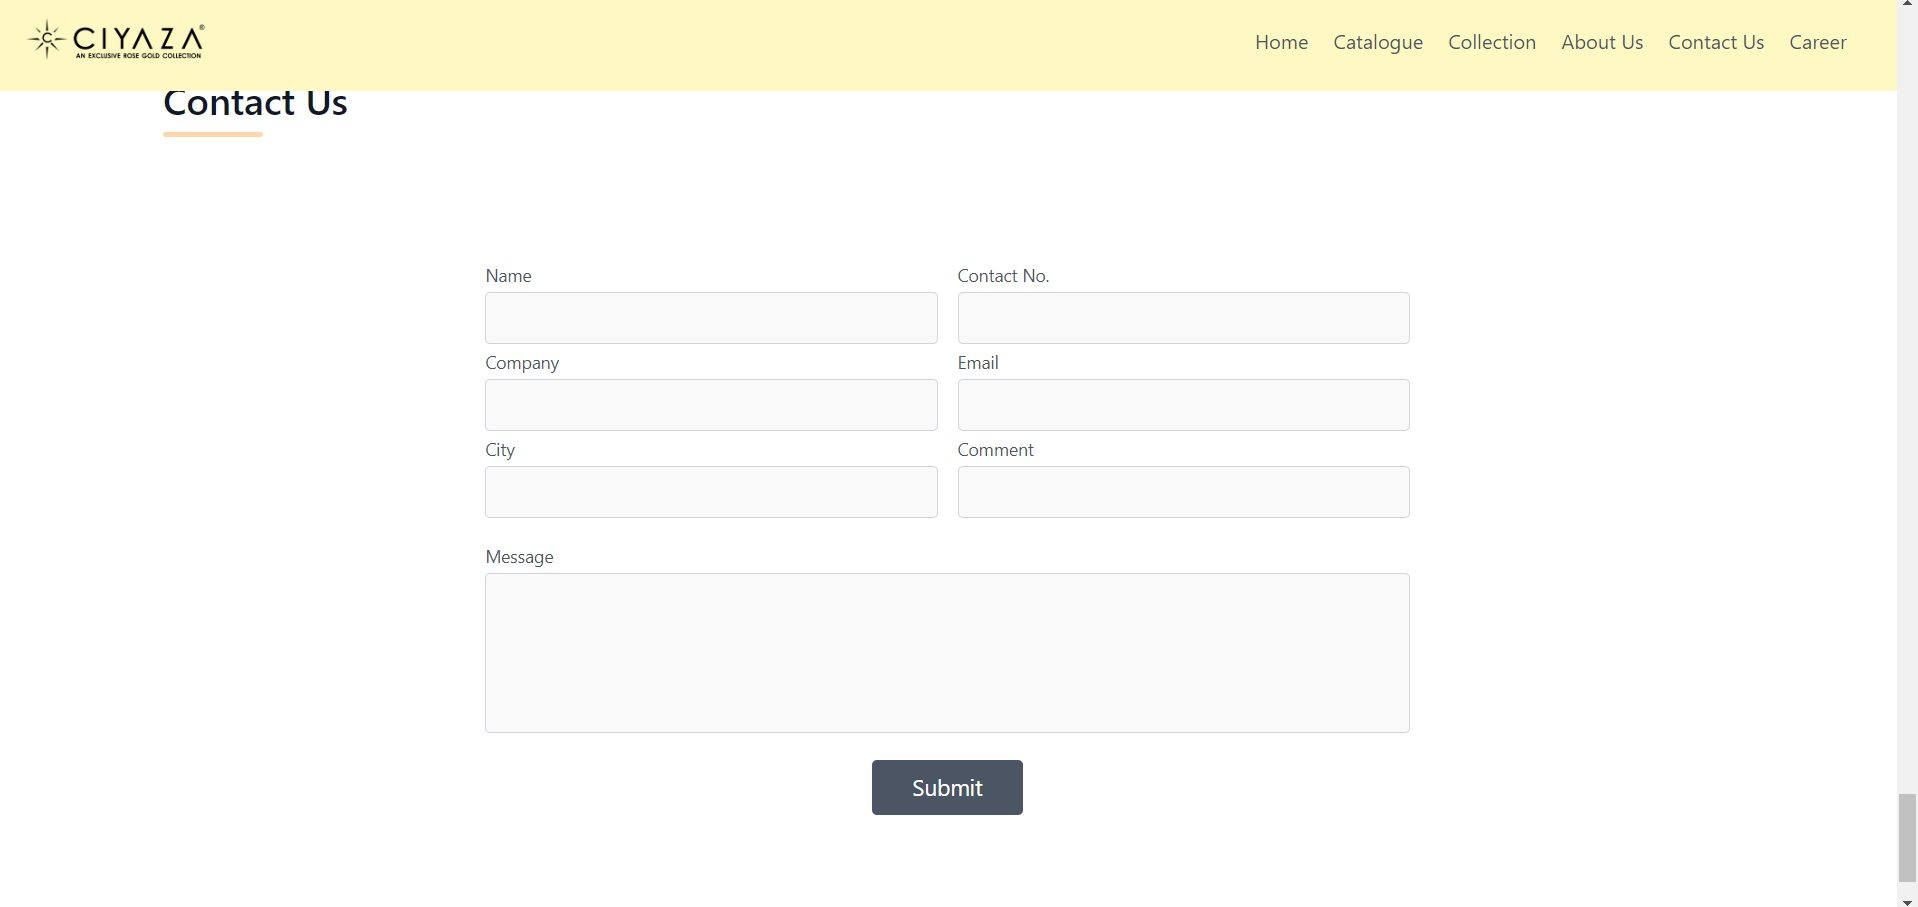 C CIYAZA®
AN EXCLUSIVE ROSE GOLD COLLECTION
Home Catalogue Collection About Us Contact Us Career
Contact Us
Name Contact No.
Company Email
City Comment
Message
Submit